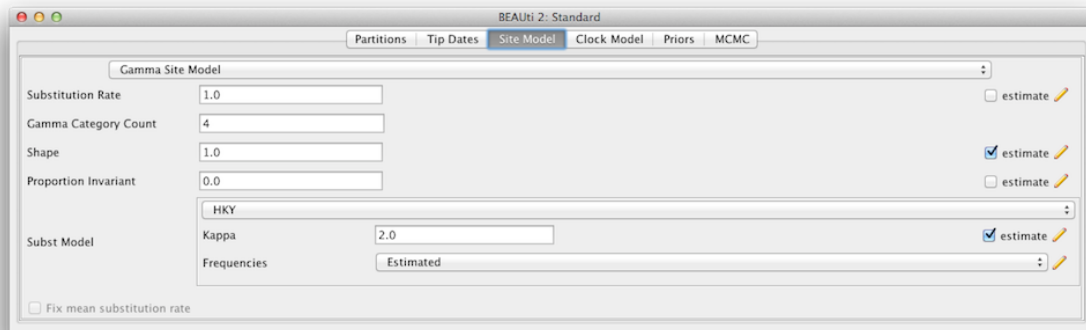 BEAUti 2: Standard
Partitions Tip Dates Site Model Clock Model Priors MCMC
Gamma Site Model
Substitution Rate 1.0 estimate
Gamma Category Count 4
Shape 1.0 estimate
Proportion Invariant 0.0 estimate
HKY
Subst Model
Kappa 2.0 estimate
Frequencies Estimated
Fix mean substitution rate